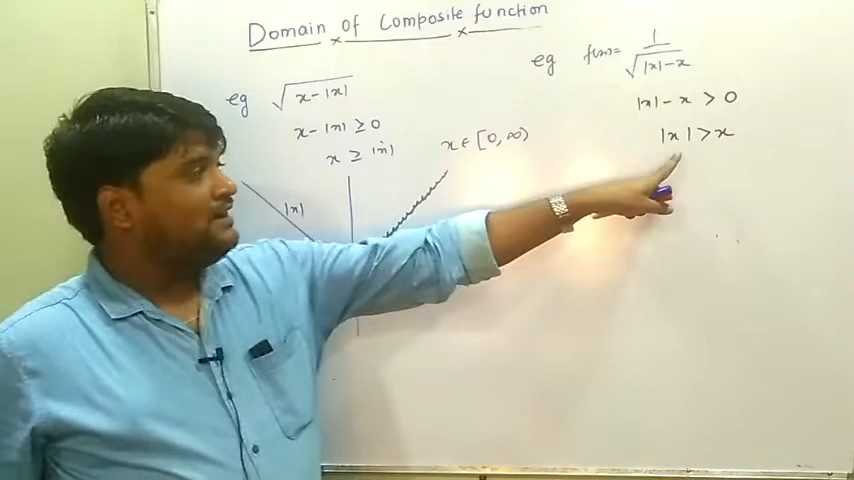 Domain of Composite function
eg √(x-|x|)
x-|x| ≥ 0
x ≥ |x|
x ∈ [0, ∞)
|x|
eg f(x) = 1/√(|x|-x)
|x|-x > 0
|x| > x